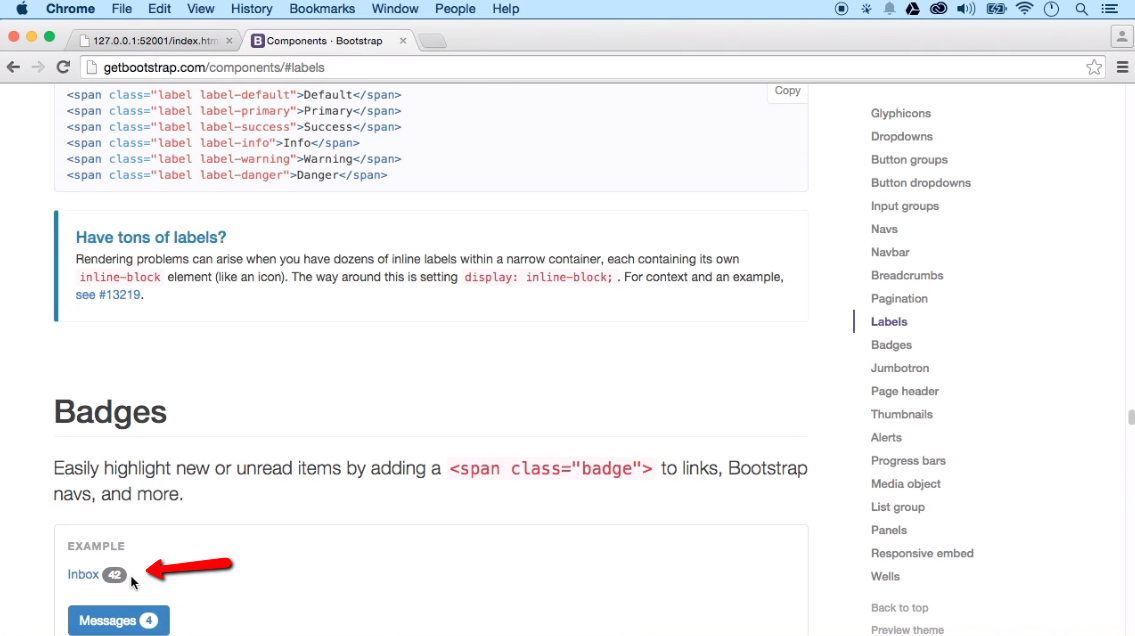 Chrome File Edit View History Bookmarks Window People Help
127.0.0.1:52001/index.htm
Components · Bootstrap
getbootstrap.com/components/#labels
<span class="label label-default">Default</span>
<span class="label label-primary">Primary</span>
<span class="label label-success">Success</span>
<span class="label label-info">Info</span>
<span class="label label-warning">Warning</span>
<span class="label label-danger">Danger</span>
Copy
Have tons of labels?
Rendering problems can arise when you have dozens of inline labels within a narrow container, each containing its own
inline-block element (like an icon). The way around this is setting display: inline-block; . For context and an example,
see #13219.
Badges
Easily highlight new or unread items by adding a <span class="badge"> to links, Bootstrap
navs, and more.
EXAMPLE
Inbox 42
Messages 4
Glyphicons
Dropdowns
Button groups
Button dropdowns
Input groups
Navs
Navbar
Breadcrumbs
Pagination
Labels
Badges
Jumbotron
Page header
Thumbnails
Alerts
Progress bars
Media object
List group
Panels
Responsive embed
Wells
Back to top
Preview theme